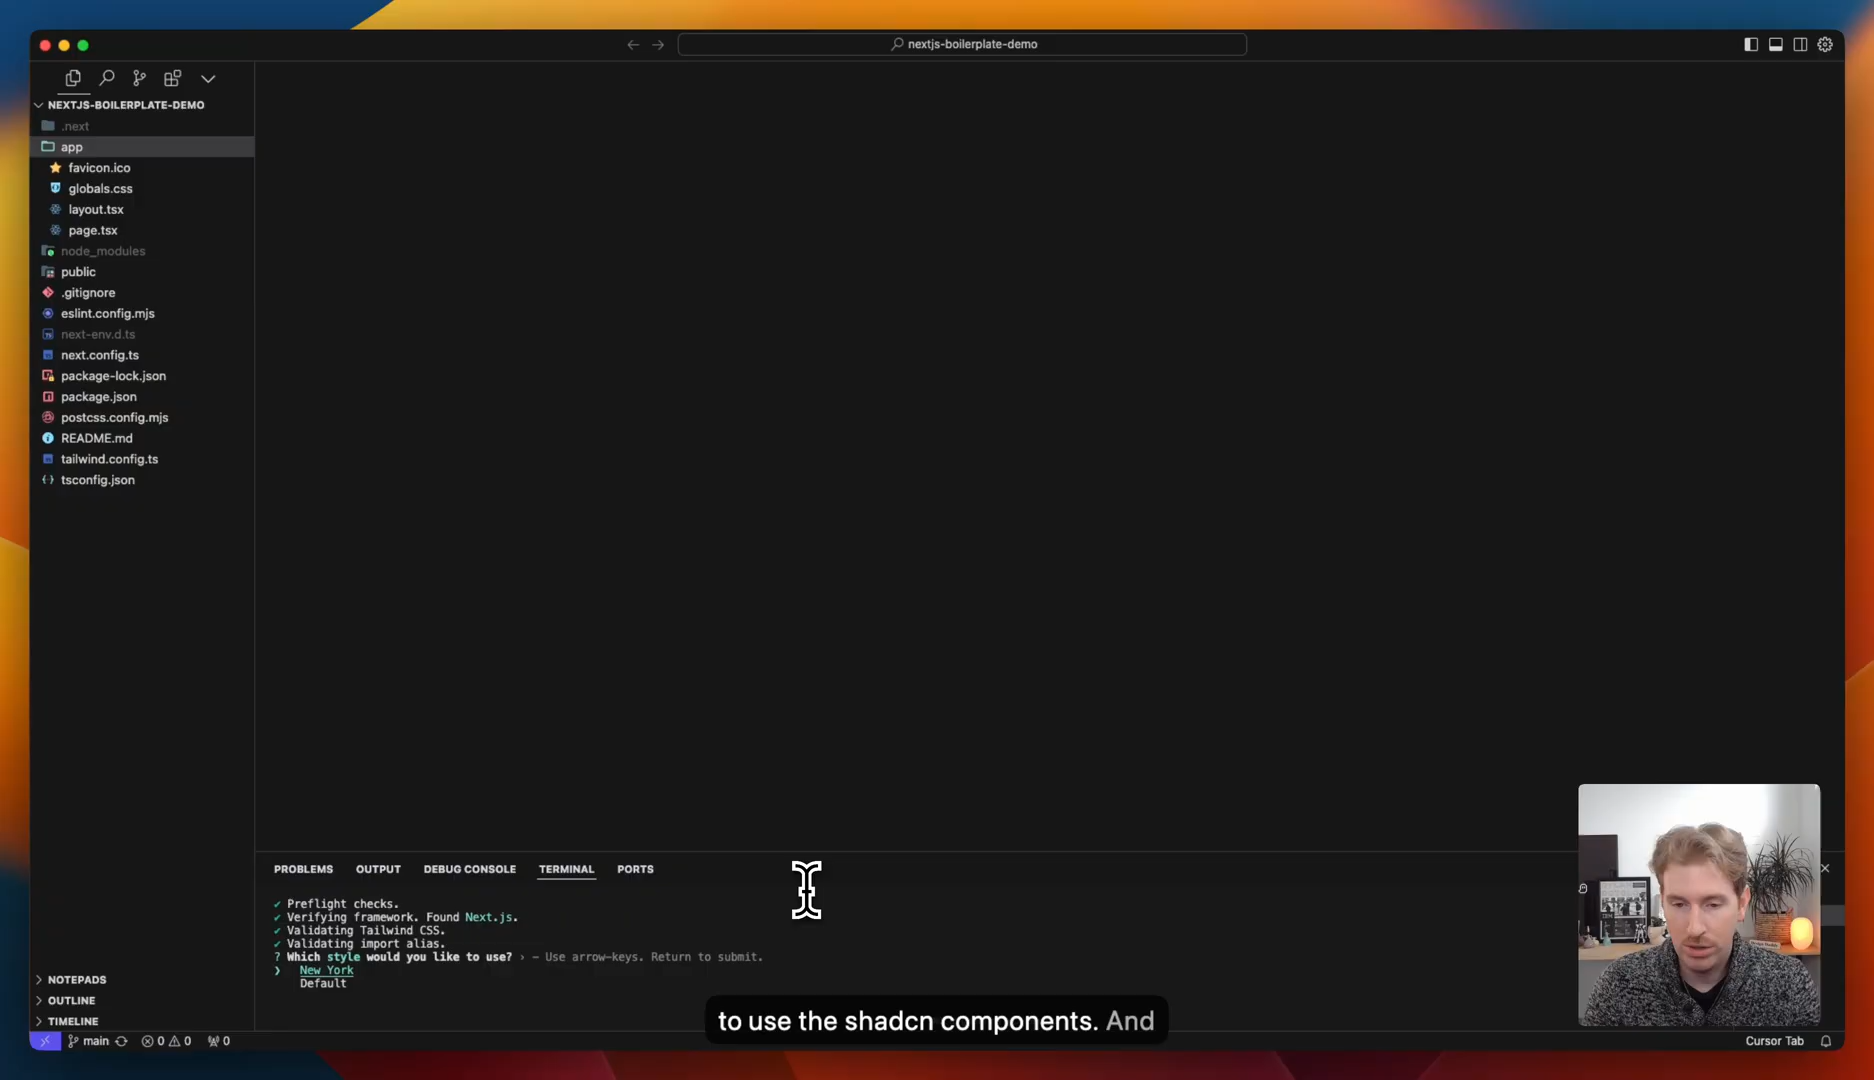 nextjs-boilerplate-demo
NEXTJS-BOILERPLATE-DEMO
.next
app
favicon.ico
globals.css
layout.tsx
page.tsx
node_modules
public
.gitignore
eslint.config.mjs
next-env.d.ts
next.config.ts
package-lock.json
package.json
postcss.config.mjs
README.md
tailwind.config.ts
tsconfig.json
PROBLEMS OUTPUT DEBUG CONSOLE TERMINAL PORTS
✔ Preflight checks.
✔ Verifying framework. Found Next.js.
✔ Validating Tailwind CSS.
✔ Validating import alias.
? Which style would you like to use? › - Use arrow-keys. Return to submit.
❯ New York
Default
NOTEPADS
OUTLINE
TIMELINE
to use the shadcn components. And
main 0 0 0 Cursor Tab